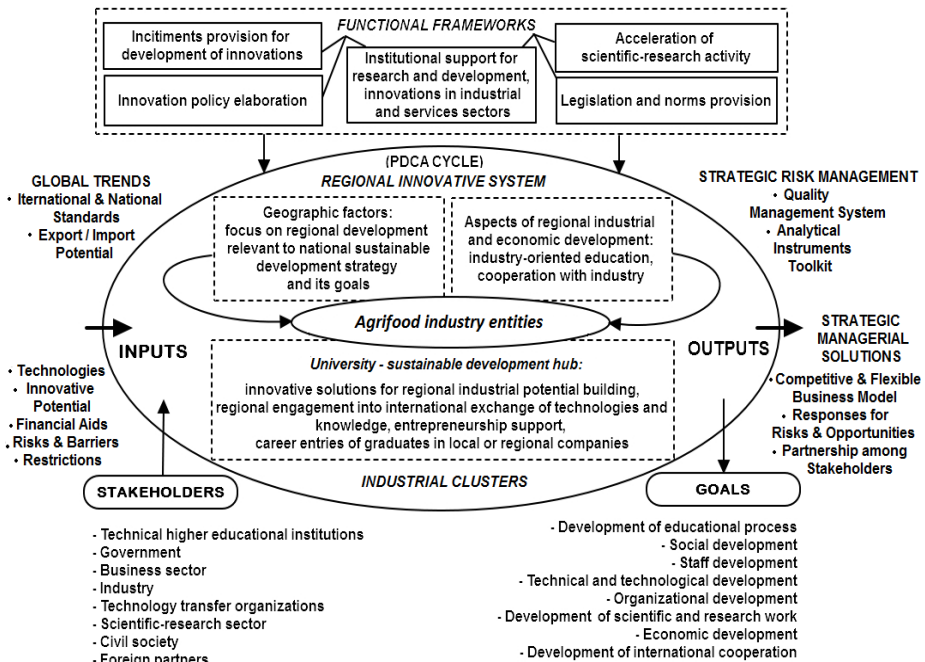 FUNCTIONAL FRAMEWORKS
Incitiments provision for
development of innovations
Innovation policy elaboration
Institutional support for
research and development,
innovations in industrial
and services sectors
Acceleration of
scientific-research activity
Legislation and norms provision
(PDCA CYCLE)
REGIONAL INNOVATIVE SYSTEM
GLOBAL TRENDS
• Iternational & National
Standards
• Export / Import
Potential
Geographic factors:
focus on regional development
relevant to national sustainable
development strategy
and its goals
Aspects of regional industrial
and economic development:
industry-oriented education,
cooperation with industry
STRATEGIC RISK MANAGEMENT
• Quality
Management System
• Analytical
Instruments
Toolkit
Agrifood industry entities
INPUTS
OUTPUTS
STRATEGIC
MANAGERIAL
SOLUTIONS
• Competitive & Flexible
Business Model
• Responses for
Risks & Opportunities
• Partnership among
Stakeholders
• Technologies
• Innovative
Potential
• Financial Aids
• Risks & Barriers
• Restrictions
University - sustainable development hub:
innovative solutions for regional industrial potential building,
regional engagement into international exchange of technologies and
knowledge, entrepreneurship support,
career entries of graduates in local or regional companies
INDUSTRIAL CLUSTERS
STAKEHOLDERS
- Technical higher educational institutions
- Government
- Business sector
- Industry
- Technology transfer organizations
- Scientific-research sector
- Civil society
- Foreign partners
GOALS
- Development of educational process
- Social development
- Staff development
- Technical and technological development
- Organizational development
- Development of scientific and research work
- Economic development
- Development of international cooperation